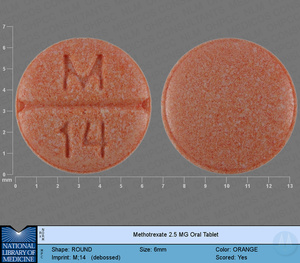 7
6
5
4
3
2
1
0
mm
M
14
0 1 2 3 4 5 6 7 8 9 10 11 12 13
Methotrexate 2.5 MG Oral Tablet
NATIONAL
LIBRARY OF
MEDICINE
Shape: ROUND Size: 6mm Color: ORANGE
Imprint: M;14 (debossed) Scored: Yes